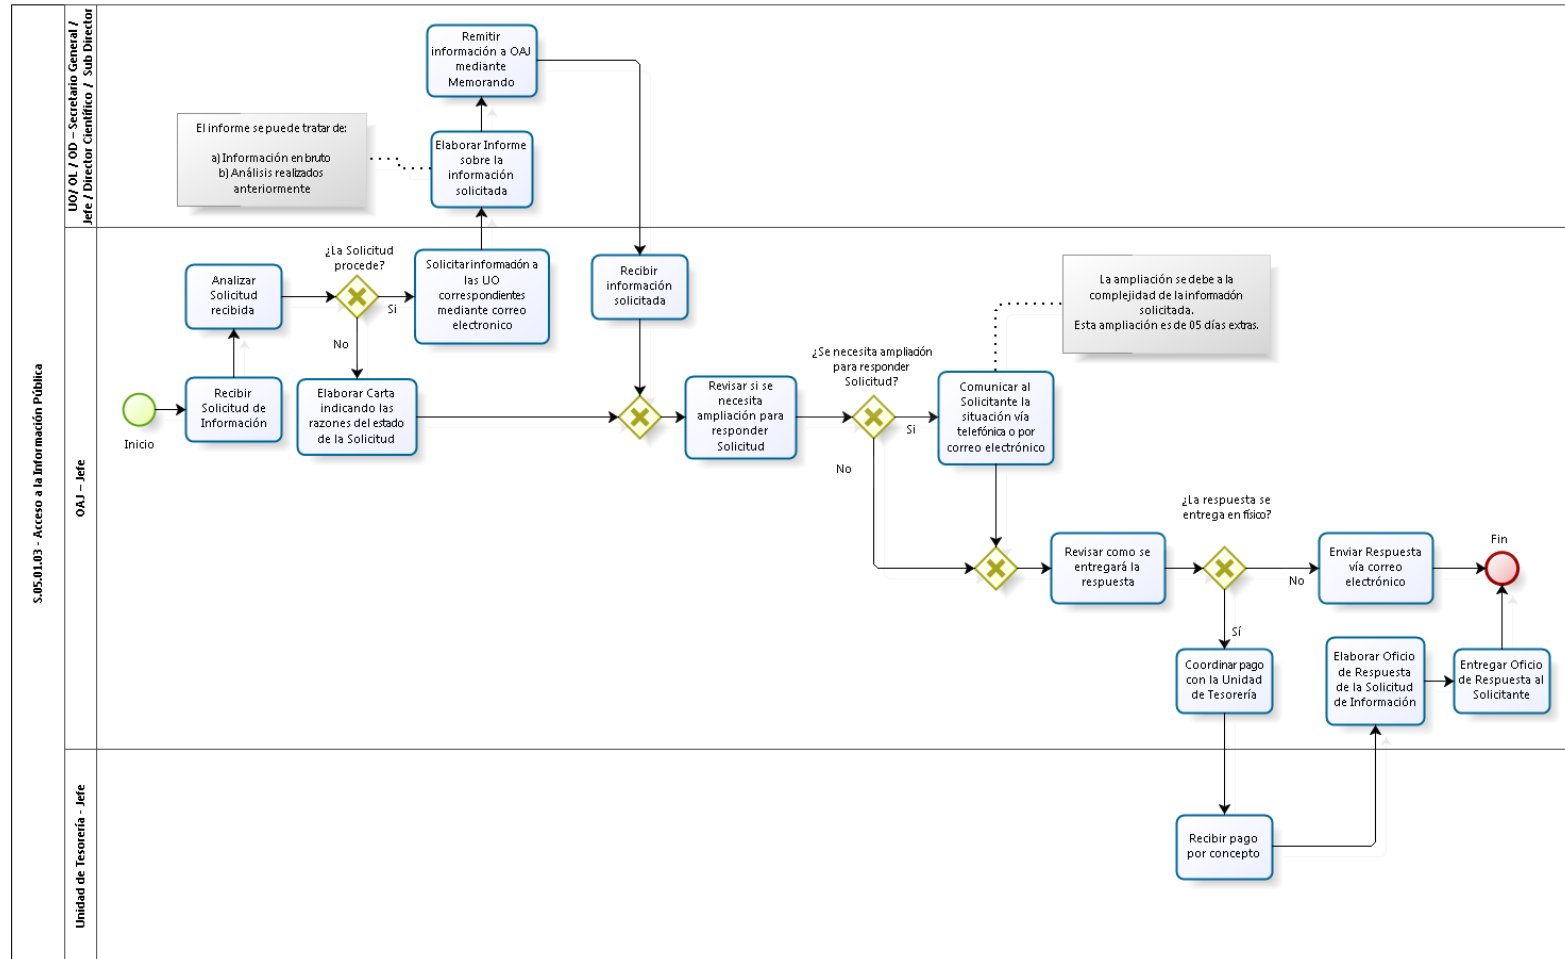 S.05.01.03 - Acceso a la Información Pública
UO/ OL / OD – Secretario General /
Jefe / Director Científico / Sub Director
Remitir
información a OAJ
mediante
Memorando
El informe se puede tratar de:
a) Información en bruto
b) Análisis realizados
anteriormente
Elaborar Informe
sobre la
información
solicitada
OAJ – Jefe
Inicio
Recibir
Solicitud de
Información
Analizar
Solicitud
recibida
¿La Solicitud
procede?
Si
No
Solicitar información a
las UO
correspondientes
mediante correo
electronico
Elaborar Carta
indicando las
razones del estado
de la Solicitud
Recibir
información
solicitada
Revisar si se
necesita
ampliación para
responder
Solicitud
¿Se necesita ampliación
para responder
Solicitud?
Si
No
Comunicar al
Solicitante la
situación vía
telefónica o por
correo electrónico
La ampliación se debe a la
complejidad de la información
solicitada.
Esta ampliación es de 05 días extras.
Revisar como se
entregará la
respuesta
¿La respuesta se
entrega en físico?
No
Sí
Enviar Respuesta
vía correo
electrónico
Fin
Coordinar pago
con la Unidad
de Tesorería
Elaborar Oficio
de Respuesta
de la Solicitud
de Información
Entregar Oficio
de Respuesta al
Solicitante
Unidad de Tesorería - Jefe
Recibir pago
por concepto